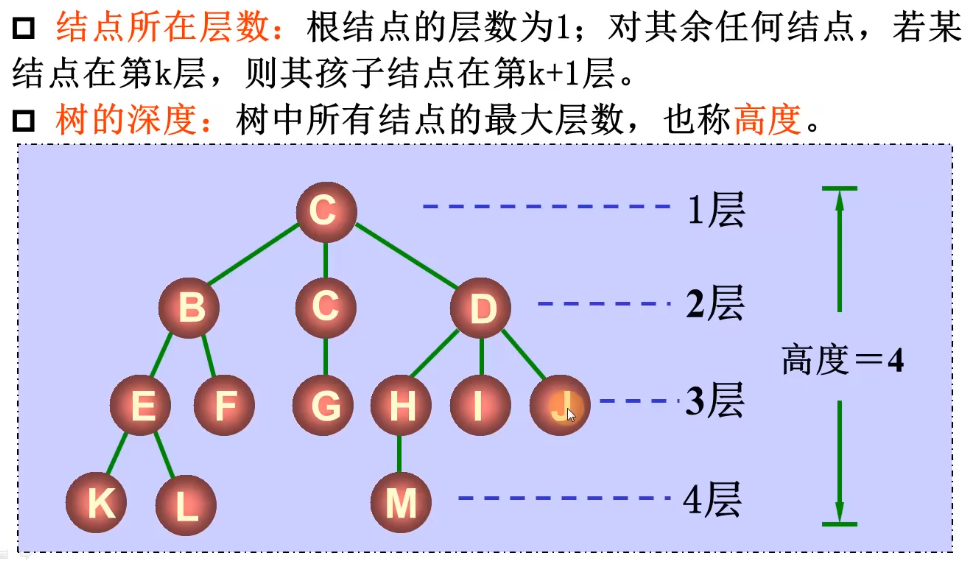 结点所在层数：根结点的层数为1；对其余任何结点，若某
结点在第k层，则其孩子结点在第k+1层。
树的深度：树中所有结点的最大层数，也称高度。
C 1层
B C D 2层
高度＝4
E F G H I J 3层
K L M 4层